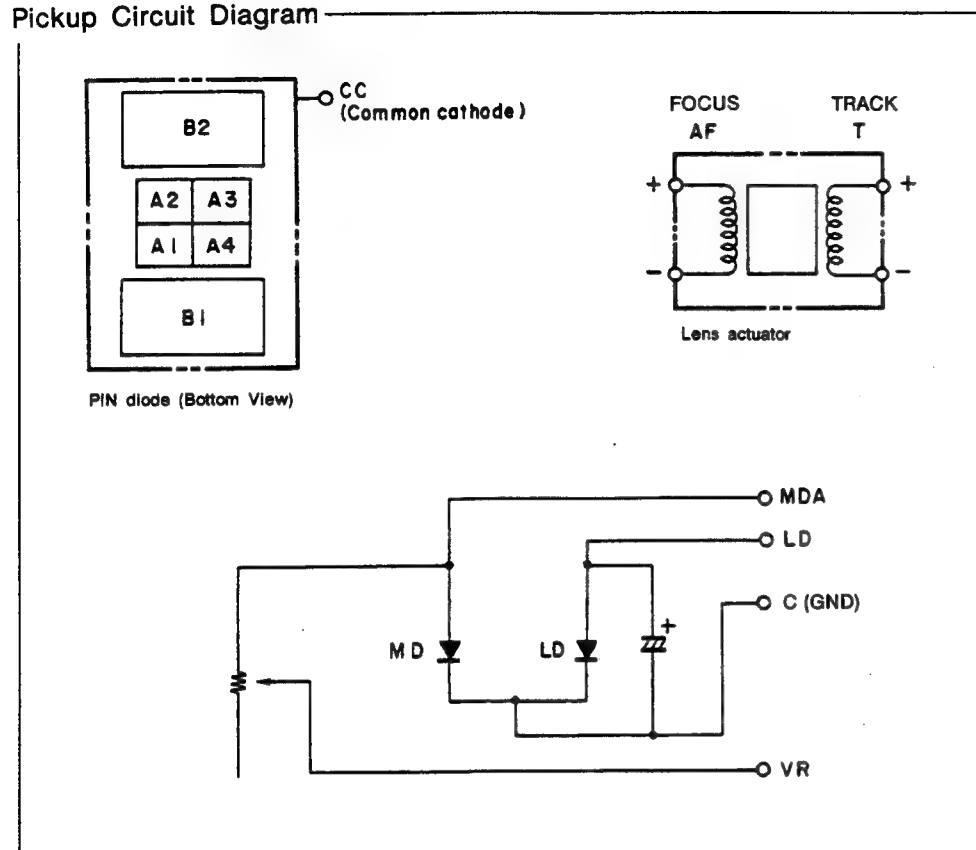 Pickup Circuit Diagram
CC
(Common cathode)
B2
A2 A3
A1 A4
B1
PIN diode (Bottom View)
FOCUS TRACK
AF T
+ +
- -
Lens actuator
MDA
LD
C (GND)
MD LD +
VR